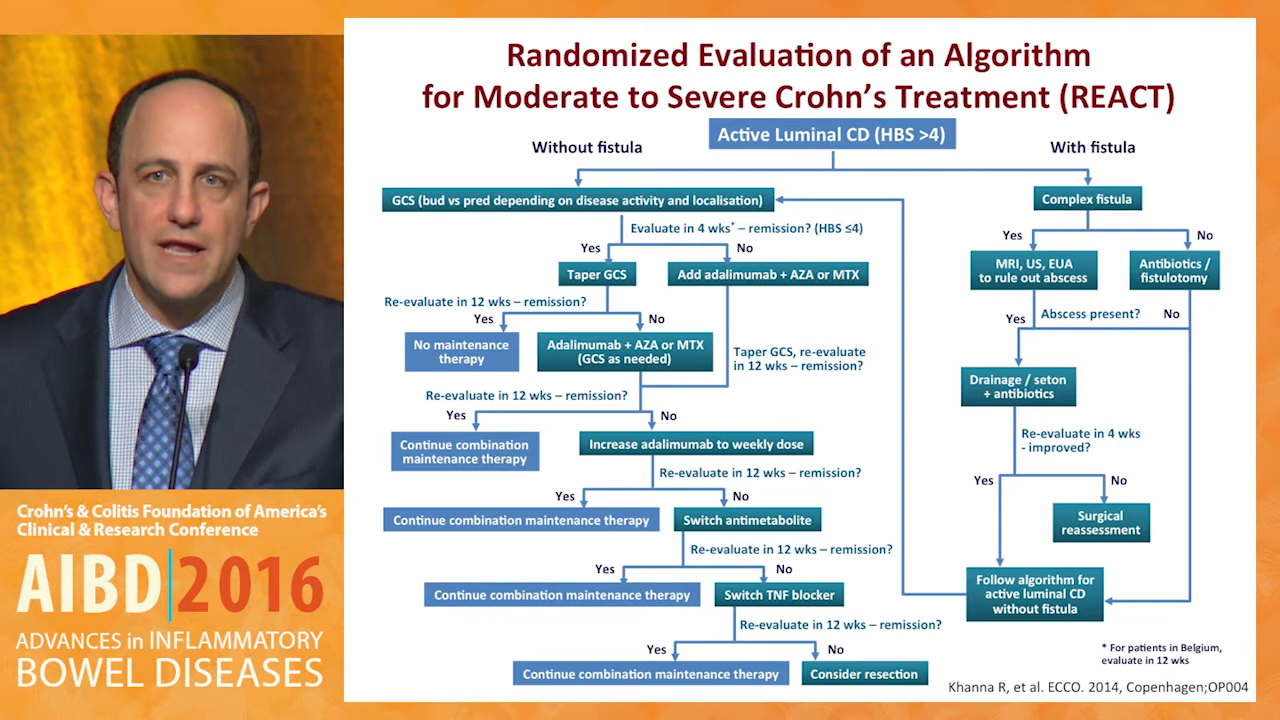 Randomized Evaluation of an Algorithm
for Moderate to Severe Crohn's Treatment (REACT)
Active Luminal CD (HBS >4)
Without fistula
With fistula
GCS (bud vs pred depending on disease activity and localisation)
Complex fistula
Evaluate in 4 wks* – remission? (HBS ≤4)
Yes
No
Yes
No
Taper GCS
Add adalimumab + AZA or MTX
MRI, US, EUA
to rule out abscess
Antibiotics /
fistulotomy
Re-evaluate in 12 wks – remission?
Yes
No
Yes
Abscess present?
No
No maintenance
therapy
Adalimumab + AZA or MTX
(GCS as needed)
Taper GCS, re-evaluate
in 12 wks – remission?
Drainage / seton
+ antibiotics
Re-evaluate in 12 wks – remission?
Yes
No
Re-evaluate in 4 wks
- improved?
Continue combination
maintenance therapy
Increase adalimumab to weekly dose
Re-evaluate in 12 wks – remission?
Yes
No
Yes
No
Continue combination maintenance therapy
Switch antimetabolite
Surgical
reassessment
Re-evaluate in 12 wks – remission?
Yes
No
Continue combination maintenance therapy
Switch TNF blocker
Follow algorithm for
active luminal CD
without fistula
Re-evaluate in 12 wks – remission?
Yes
No
Continue combination maintenance therapy
Consider resection
* For patients in Belgium,
evaluate in 12 wks
Khanna R, et al. ECCO. 2014, Copenhagen;OP004
Crohn's & Colitis Foundation of America's
Clinical & Research Conference
AIBD|2016
ADVANCES in INFLAMMATORY
BOWEL DISEASES